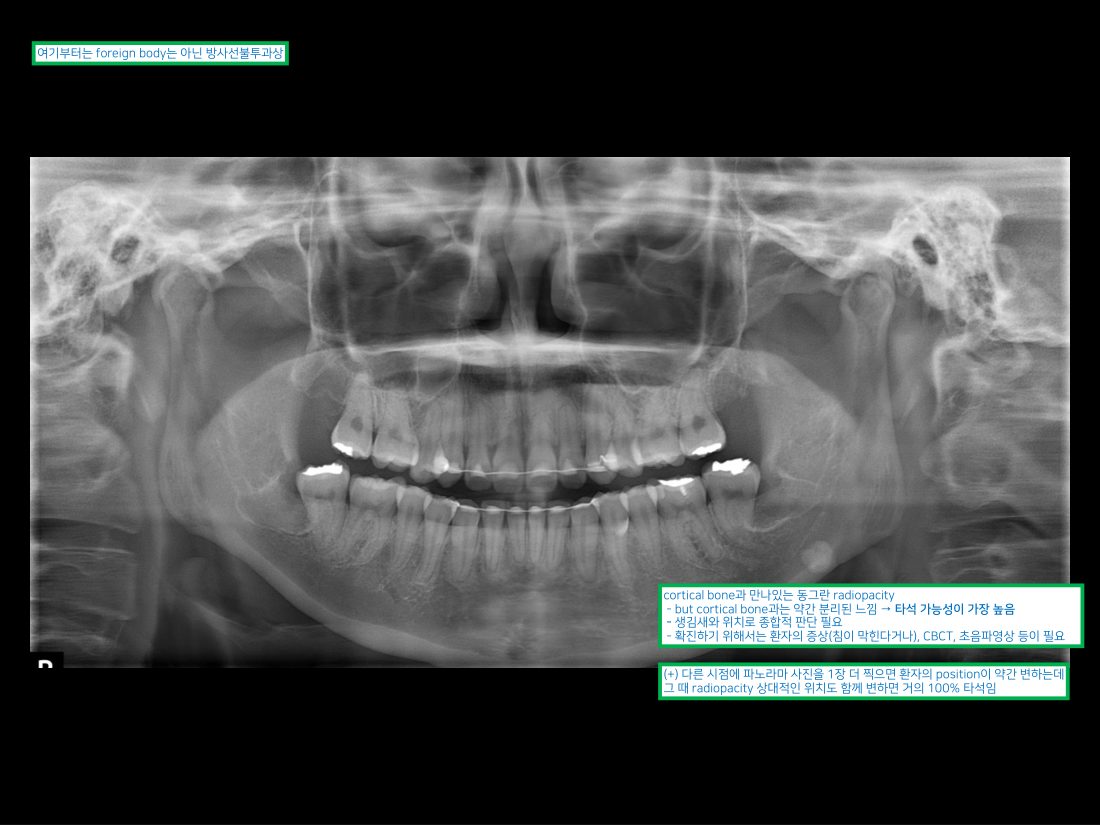 여기부터는 foreign body는 아닌 방사선불투과상
cortical bone과 만나있는 동그란 radiopacity
- but cortical bone과는 약간 분리된 느낌 → 타석 가능성이 가장 높음
- 생김새와 위치로 종합적 판단 필요
- 확진하기 위해서는 환자의 증상(침이 막힌다거나), CBCT, 초음파영상 등이 필요
(+) 다른 시점에 파노라마 사진을 1장 더 찍으면 환자의 position이 약간 변하는데
그 때 radiopacity 상대적인 위치도 함께 변하면 거의 100% 타석임